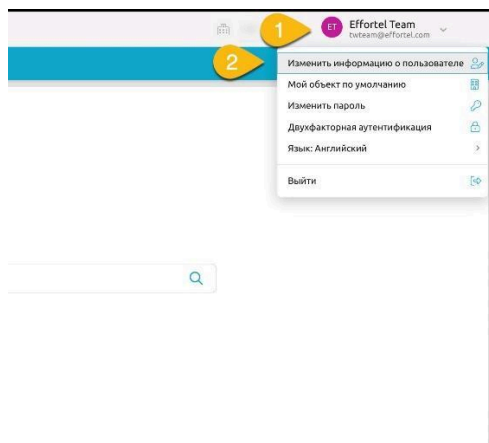 1
ET
Effortel Team
twteam@effortel.com
2
Изменить информацию о пользователе
Мой объект по умолчанию
Изменить пароль
Двухфакторная аутентификация
Язык: Английский
Выйти